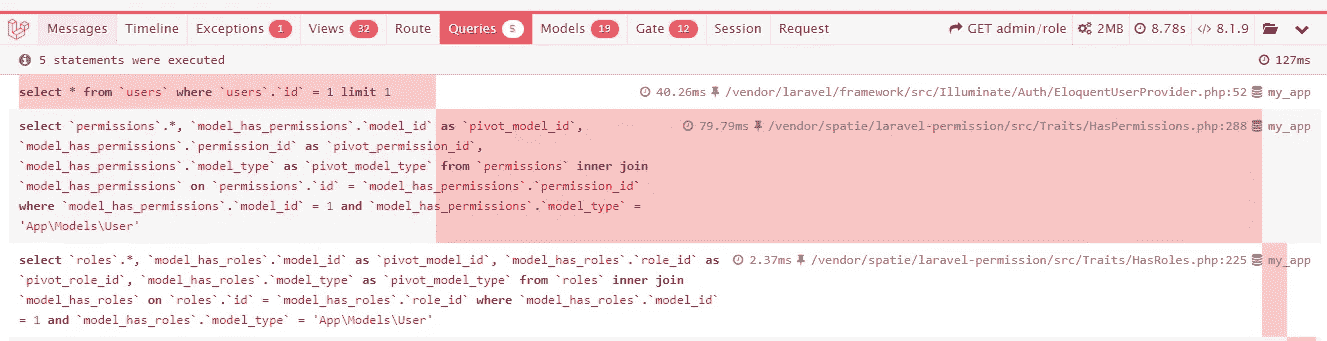 Messages Timeline Exceptions 1 Views 32 Route Queries 5 Models 19 Gate 12 Session Request GET admin/role 2MB 8.78s </> 8.1.9
5 statements were executed 127ms
select * from `users` where `users`.`id` = 1 limit 1 40.26ms /vendor/laravel/framework/src/Illuminate/Auth/EloquentUserProvider.php:52 my_app
select `permissions`.*, `model_has_permissions`.`model_id` as `pivot_model_id`, 79.79ms /vendor/spatie/laravel-permission/src/Traits/HasPermissions.php:288 my_app
`model_has_permissions`.`permission_id` as `pivot_permission_id`,
`model_has_permissions`.`model_type` as `pivot_model_type` from `permissions` inner join
`model_has_permissions` on `permissions`.`id` = `model_has_permissions`.`permission_id`
where `model_has_permissions`.`model_id` = 1 and `model_has_permissions`.`model_type` =
'App\Models\User'
select `roles`.*, `model_has_roles`.`model_id` as `pivot_model_id`, `model_has_roles`.`role_id` as 2.37ms /vendor/spatie/laravel-permission/src/Traits/HasRoles.php:225 my_app
`pivot_role_id`, `model_has_roles`.`model_type` as `pivot_model_type` from `roles` inner join
`model_has_roles` on `roles`.`id` = `model_has_roles`.`role_id` where `model_has_roles`.`model_id`
= 1 and `model_has_roles`.`model_type` = 'App\Models\User'